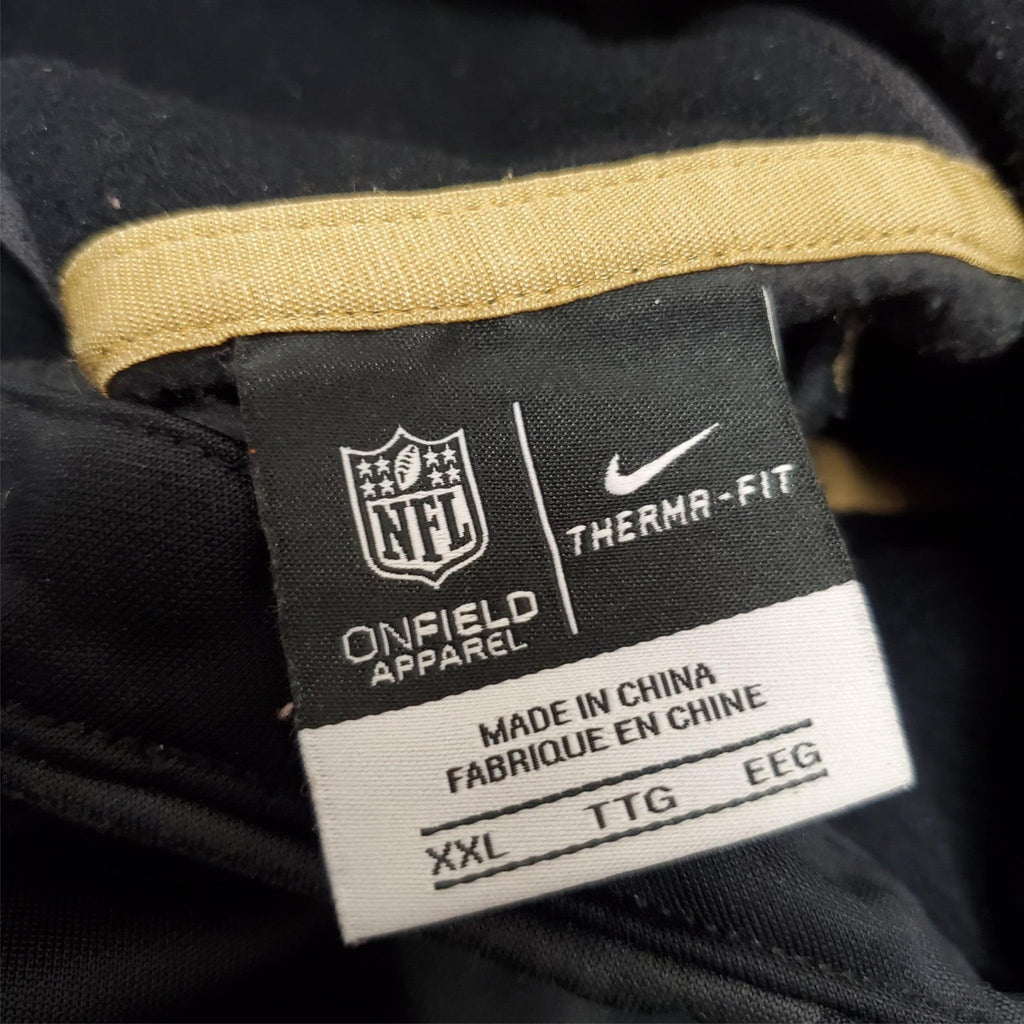 NFL
ONFIELD
APPAREL
THERMA-FIT
MADE IN CHINA
FABRIQUE EN CHINE
XXL TTG EEG